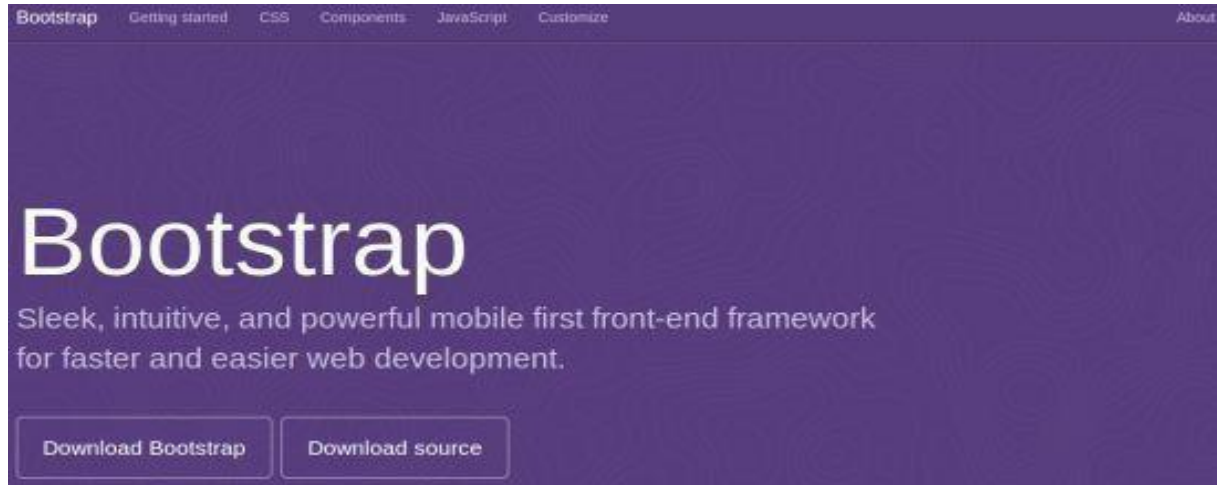 Bootstrap Getting started CSS Components JavaScript Customize About
Bootstrap
Sleek, intuitive, and powerful mobile first front-end framework
for faster and easier web development.
Download Bootstrap Download source